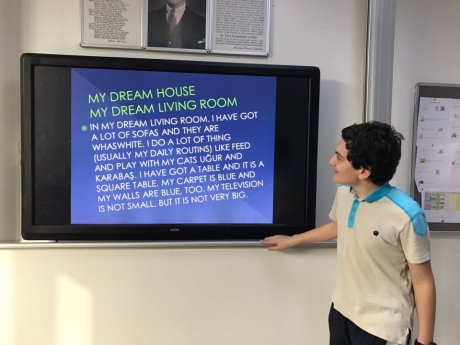 MY DREAM HOUSE
MY DREAM LIVING ROOM
IN MY DREAM LIVING ROOM, I HAVE GOT
A LOT OF SOFAS AND THEY ARE
WHASWHITE. I DO A LOT OF THING
(USUALLY MY DAILY ROUTINS) LIKE FEED
AND PLAY WITH MY CATS UĞUR AND
KARABAŞ. I HAVE GOT A TABLE AND IT IS A
SQUARE TABLE. MY CARPET IS BLUE AND
MY WALLS ARE BLUE, TOO. MY TELEVISION
IS NOT SMALL, BUT IT IS NOT VERY BIG.